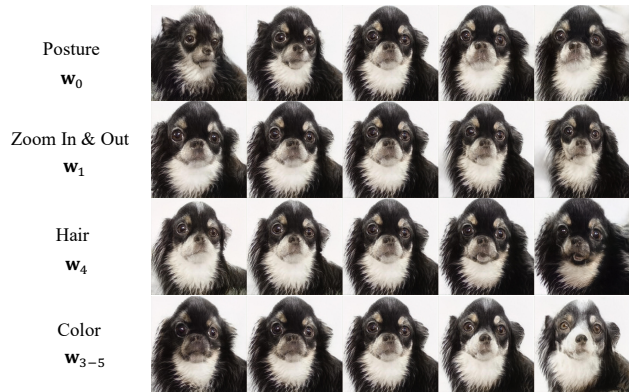 Posture
w₀
Zoom In & Out
w₁
Hair
w₄
Color
w₃₋₅